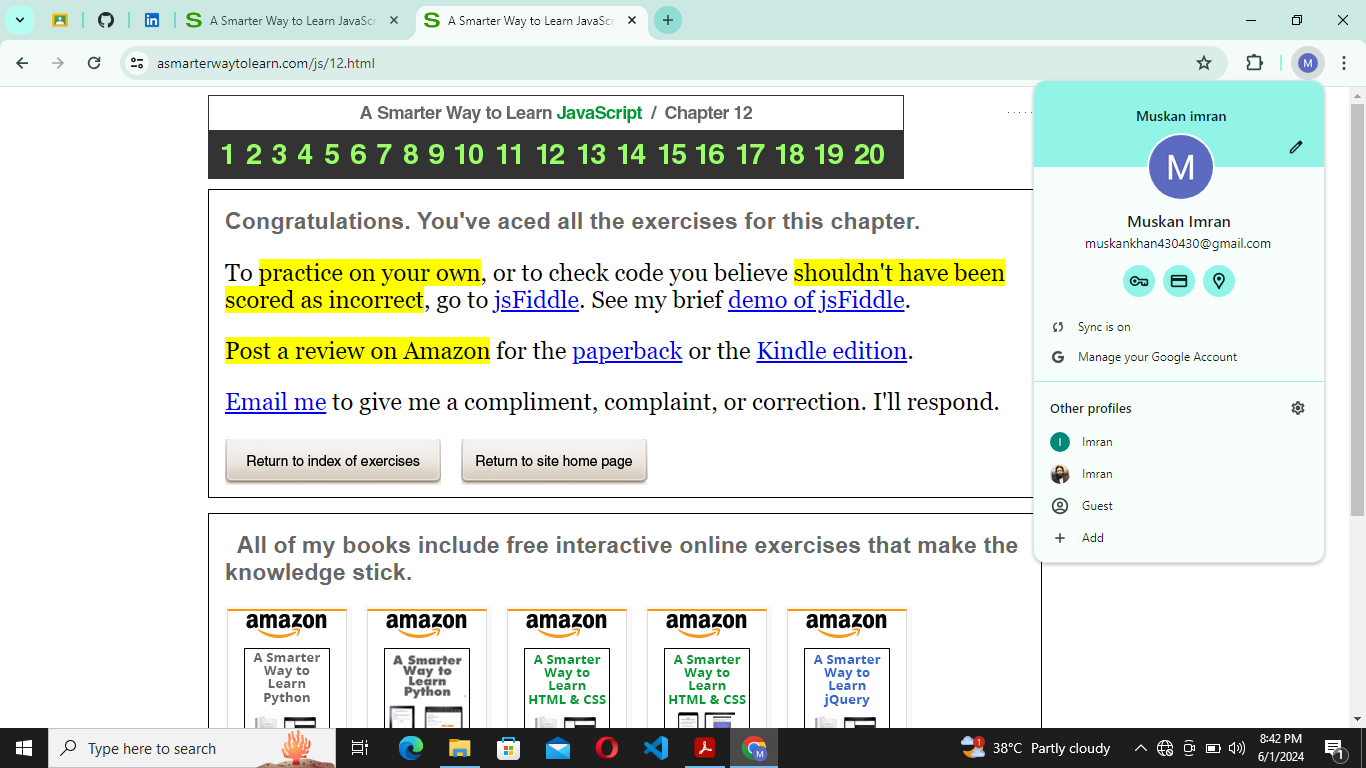 A Smarter Way to Learn JavaSc
A Smarter Way to Learn JavaSc
asmarterwaytolearn.com/js/12.html
M
A Smarter Way to Learn JavaScript / Chapter 12
1 2 3 4 5 6 7 8 9 10 11 12 13 14 15 16 17 18 19 20
Congratulations. You've aced all the exercises for this chapter.
To practice on your own, or to check code you believe shouldn't have been
scored as incorrect, go to jsFiddle. See my brief demo of jsFiddle.
Post a review on Amazon for the paperback or the Kindle edition.
Email me to give me a compliment, complaint, or correction. I'll respond.
Return to index of exercises
Return to site home page
All of my books include free interactive online exercises that make the
knowledge stick.
amazon
A Smarter
Way to
Learn
Python
amazon
A Smarter
Way to
Learn
Python
amazon
A Smarter
Way to
Learn
HTML & CSS
amazon
A Smarter
Way to
Learn
HTML & CSS
amazon
A Smarter
Way to
Learn
jQuery
Muskan imran
M
Muskan Imran
muskankhan430430@gmail.com
Sync is on
Manage your Google Account
Other profiles
I
Imran
Imran
Guest
Add
Type here to search
M
2
38°C Partly cloudy
8:42 PM
6/1/2024
1